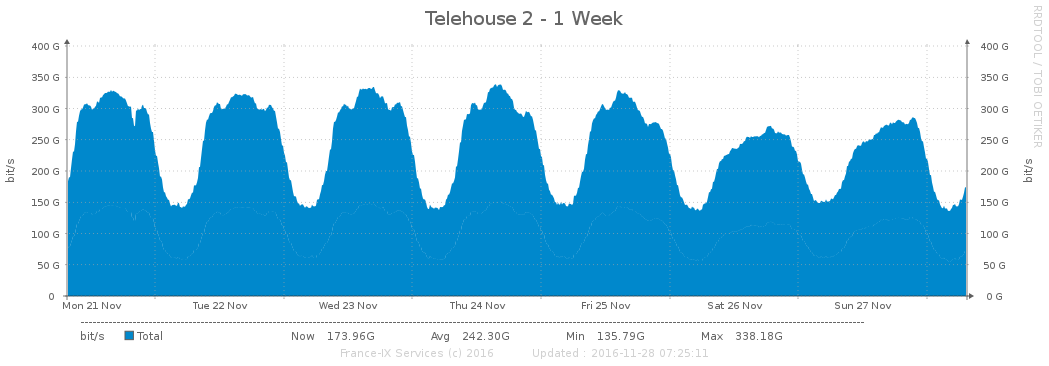 Telehouse 2 - 1 Week
RRDTOOL / TOBI OETIKER
bit/s
400 G 400 G
350 G 350 G
300 G 300 G
250 G 250 G
200 G 200 G
150 G 150 G
100 G 100 G
50 G 50 G
0 0 G
bit/s
Mon 21 Nov Tue 22 Nov Wed 23 Nov Thu 24 Nov Fri 25 Nov Sat 26 Nov Sun 27 Nov
bit/s Total Now 173.96G Avg 242.30G Min 135.79G Max 338.18G
France-IX Services (c) 2016 Updated : 2016-11-28 07:25:11